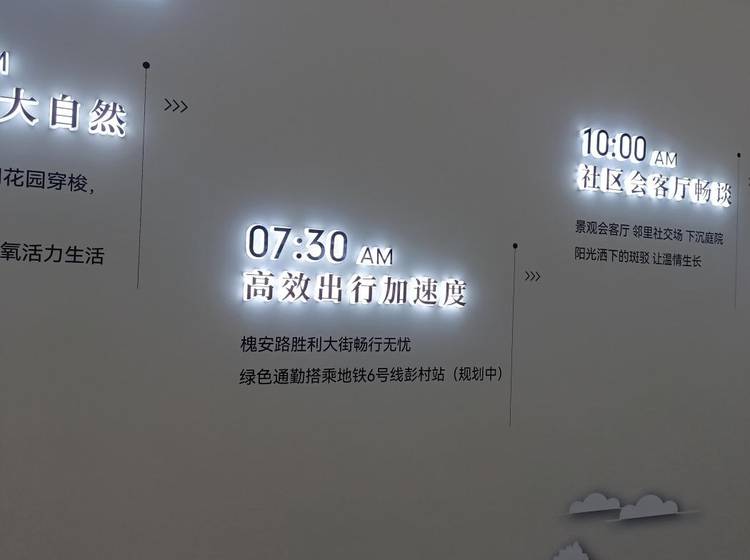 大自然
花园穿梭，
氧活力生活
07:30 AM
高效出行加速度
槐安路胜利大街畅行无忧
绿色通勤搭乘地铁6号线彭村站（规划中）
10:00 AM
社区会客厅畅谈
景观会客厅 邻里社交场 下沉庭院
阳光洒下的斑驳 让温情生长